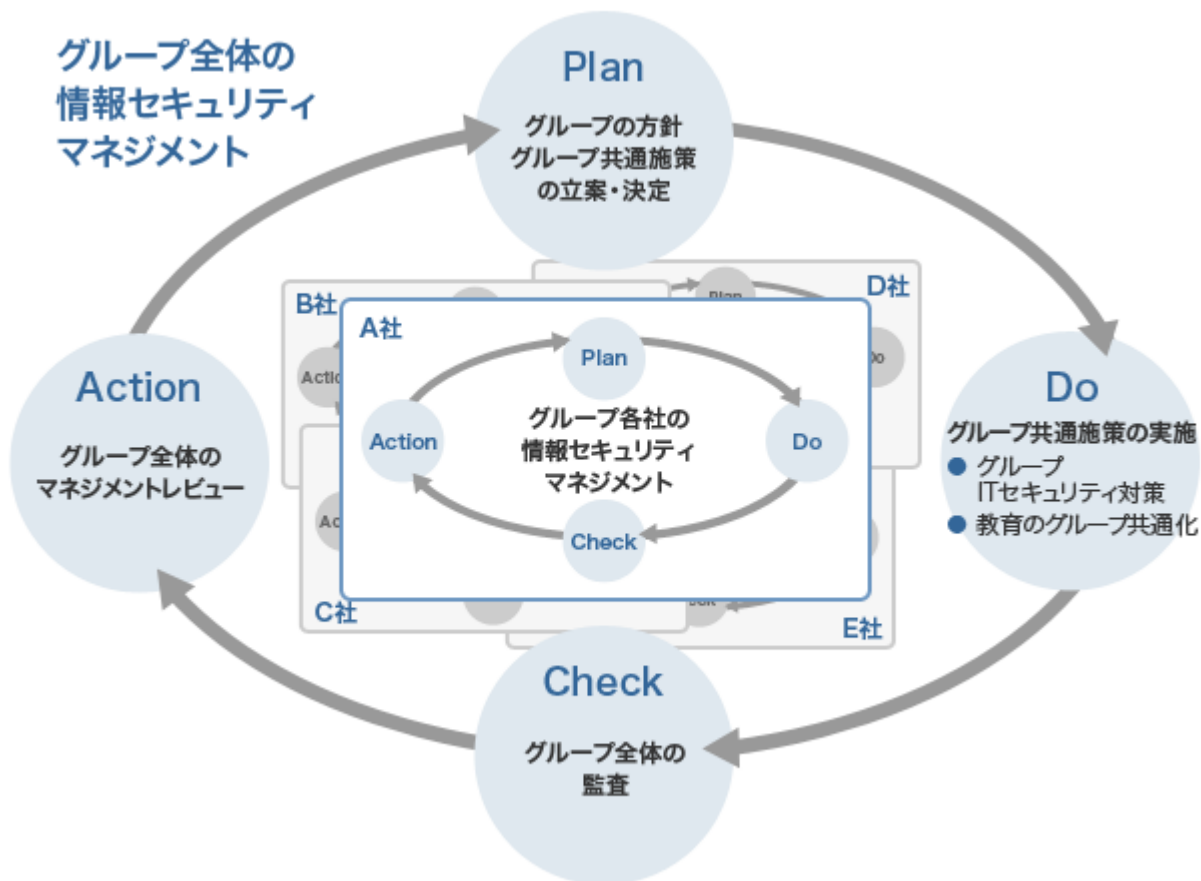 グループ全体の
情報セキュリティ
マネジメント
Plan
グループの方針
グループ共通施策
の立案・決定
Do
グループ共通施策の実施
● グループ
ITセキュリティ対策
● 教育のグループ共通化
Check
グループ全体の
監査
Action
グループ全体の
マネジメントレビュー
A社
Plan
Do
Check
Action
グループ各社の
情報セキュリティ
マネジメント
B社
Action
C社
D社
Plan
Do
E社